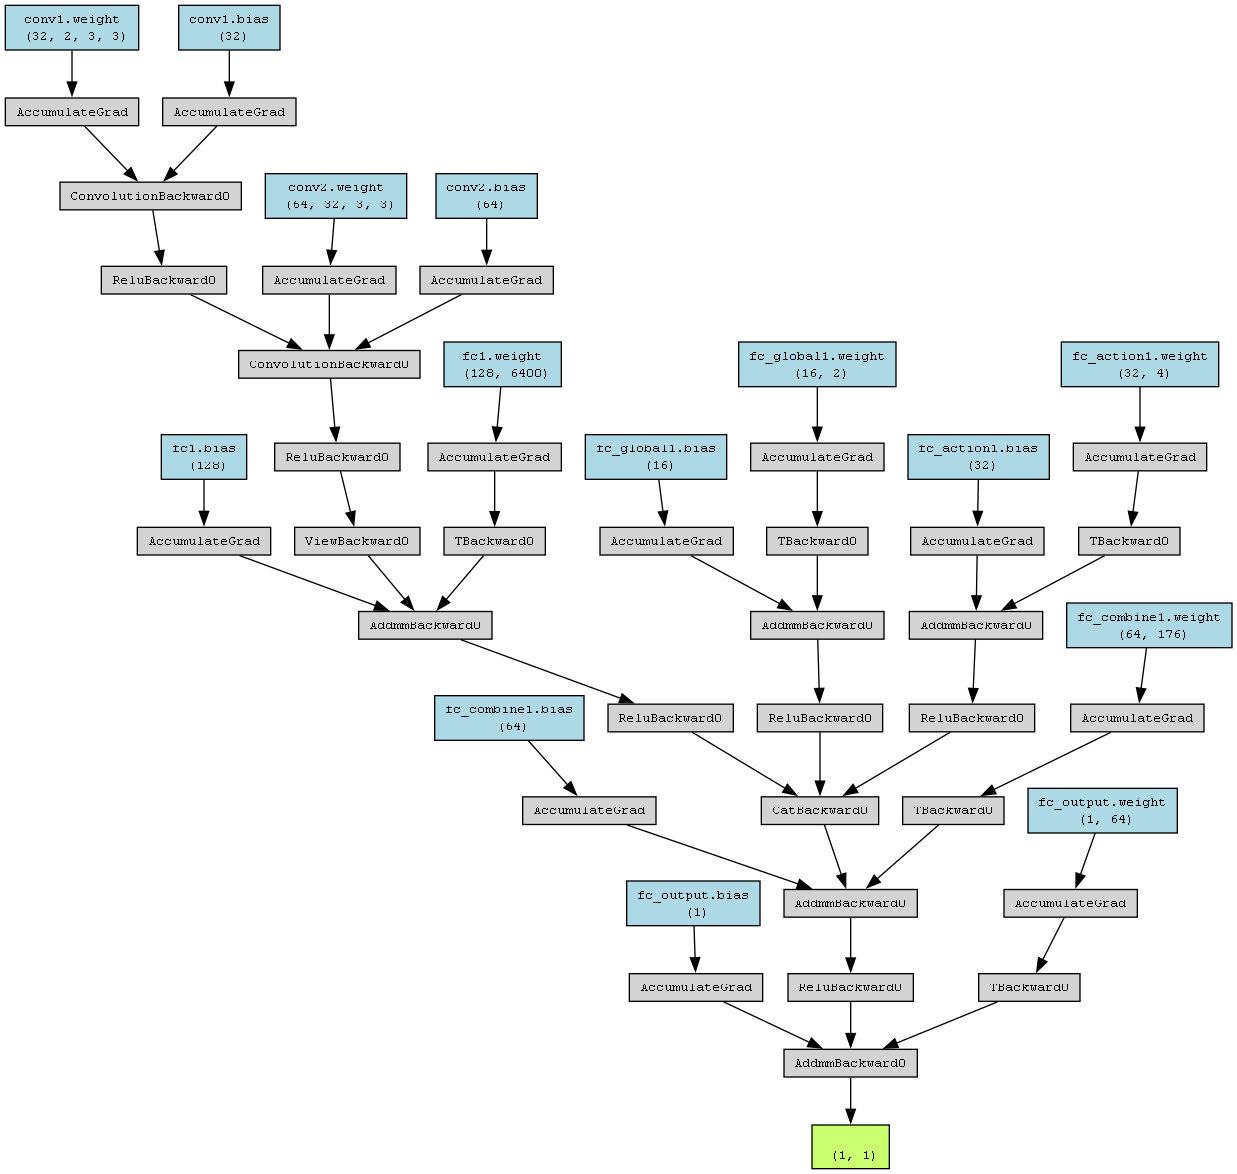 conv1.weight
(32, 2, 3, 3)
conv1.bias
(32)
AccumulateGrad
AccumulateGrad
ConvolutionBackward0
conv2.weight
(64, 32, 3, 3)
conv2.bias
(64)
ReluBackward0
AccumulateGrad
AccumulateGrad
ConvolutionBackward0
fc1.weight
(128, 6400)
fc_global1.weight
(16, 2)
fc_action1.weight
(32, 4)
fc1.bias
(128)
ReluBackward0
AccumulateGrad
fc_global1.bias
(16)
AccumulateGrad
fc_action1.bias
(32)
AccumulateGrad
AccumulateGrad
ViewBackward0
TBackward0
AccumulateGrad
TBackward0
AccumulateGrad
TBackward0
AddmmBackward0
AddmmBackward0
AddmmBackward0
fc_combine1.weight
(64, 176)
fc_combine1.bias
(64)
ReluBackward0
ReluBackward0
ReluBackward0
AccumulateGrad
AccumulateGrad
CatBackward0
TBackward0
fc_output.weight
(1, 64)
fc_output.bias
(1)
AddmmBackward0
AccumulateGrad
AccumulateGrad
ReluBackward0
TBackward0
AddmmBackward0
(1, 1)